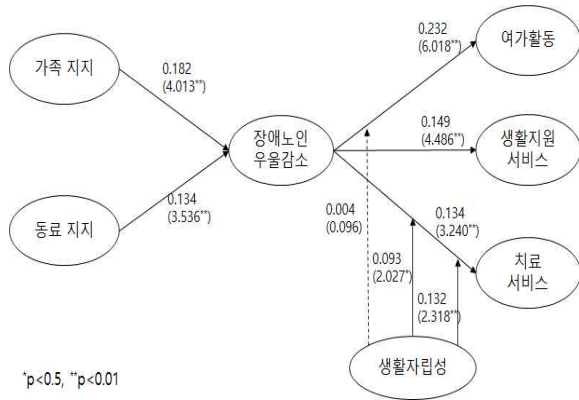 가족 지지
0.182
(4.013**)
동료 지지
0.134
(3.536**)
장애노인
우울감소
0.232
(6.018**)
여가활동
0.149
(4.486**)
생활지원
서비스
0.134
(3.240**)
치료
서비스
0.004
(0.096)
0.093
(2.027*)
0.132
(2.318**)
생활자립성
*p<0.5, **p<0.01